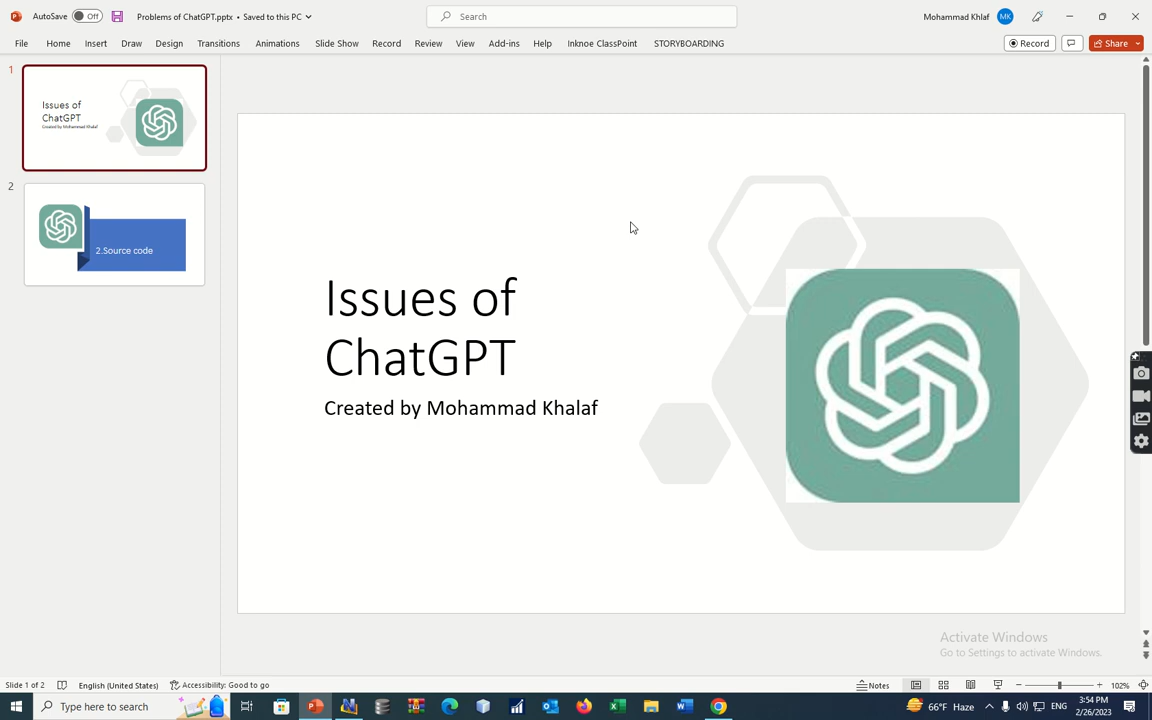 AutoSave Off Problems of ChatGPT.pptx • Saved to this PC Search Mohammad Khlaf MK
File Home Insert Draw Design Transitions Animations Slide Show Record Review View Add-ins Help Inknoe ClassPoint STORYBOARDING Record Share
1
Issues of
ChatGPT
Created by Mohammad Khalaf
2
2.Source code
Issues of
ChatGPT
Created by Mohammad Khalaf
Activate Windows
Go to Settings to activate Windows.
Slide 1 of 2 English (United States) Accessibility: Good to go Notes 102%
Type here to search 66°F Haze ENG 3:54 PM
2/26/2023